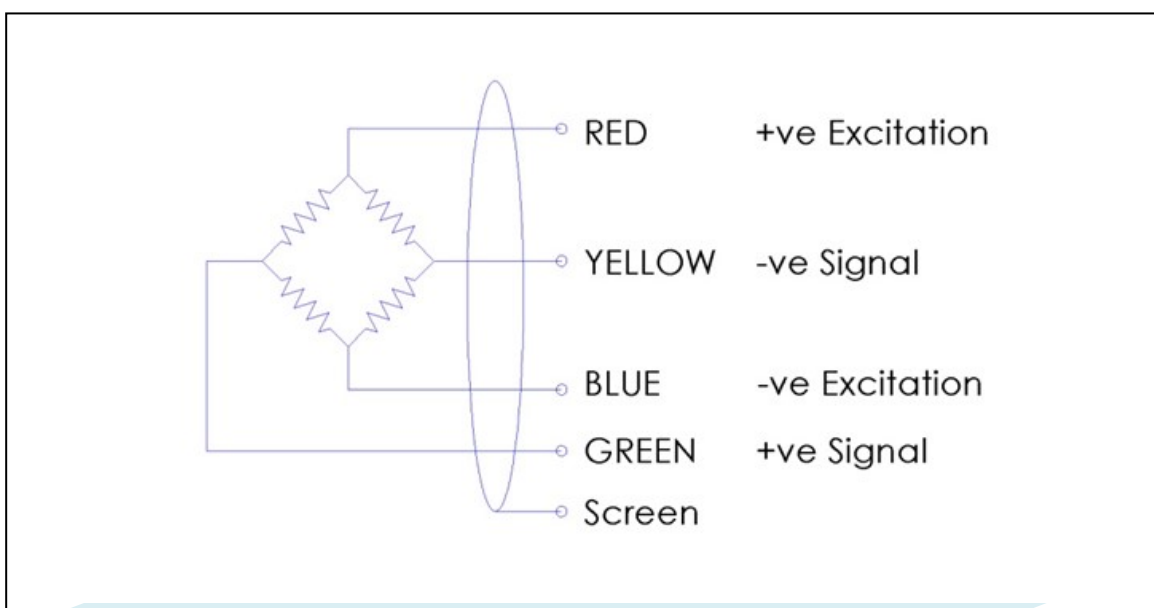 RED +ve Excitation
YELLOW -ve Signal
BLUE -ve Excitation
GREEN +ve Signal
Screen